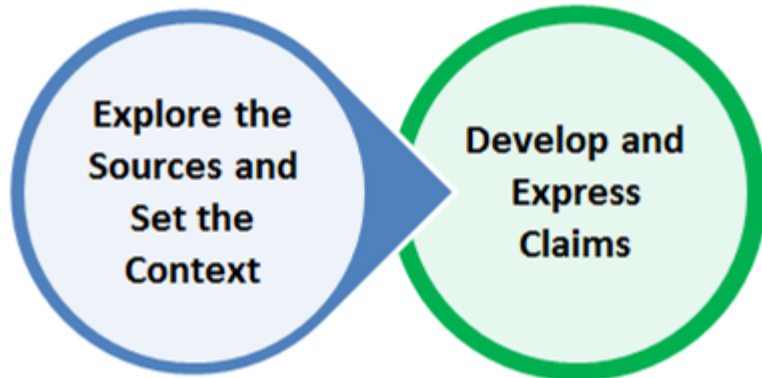 Explore the
Sources and
Set the
Context
Develop and
Express
Claims